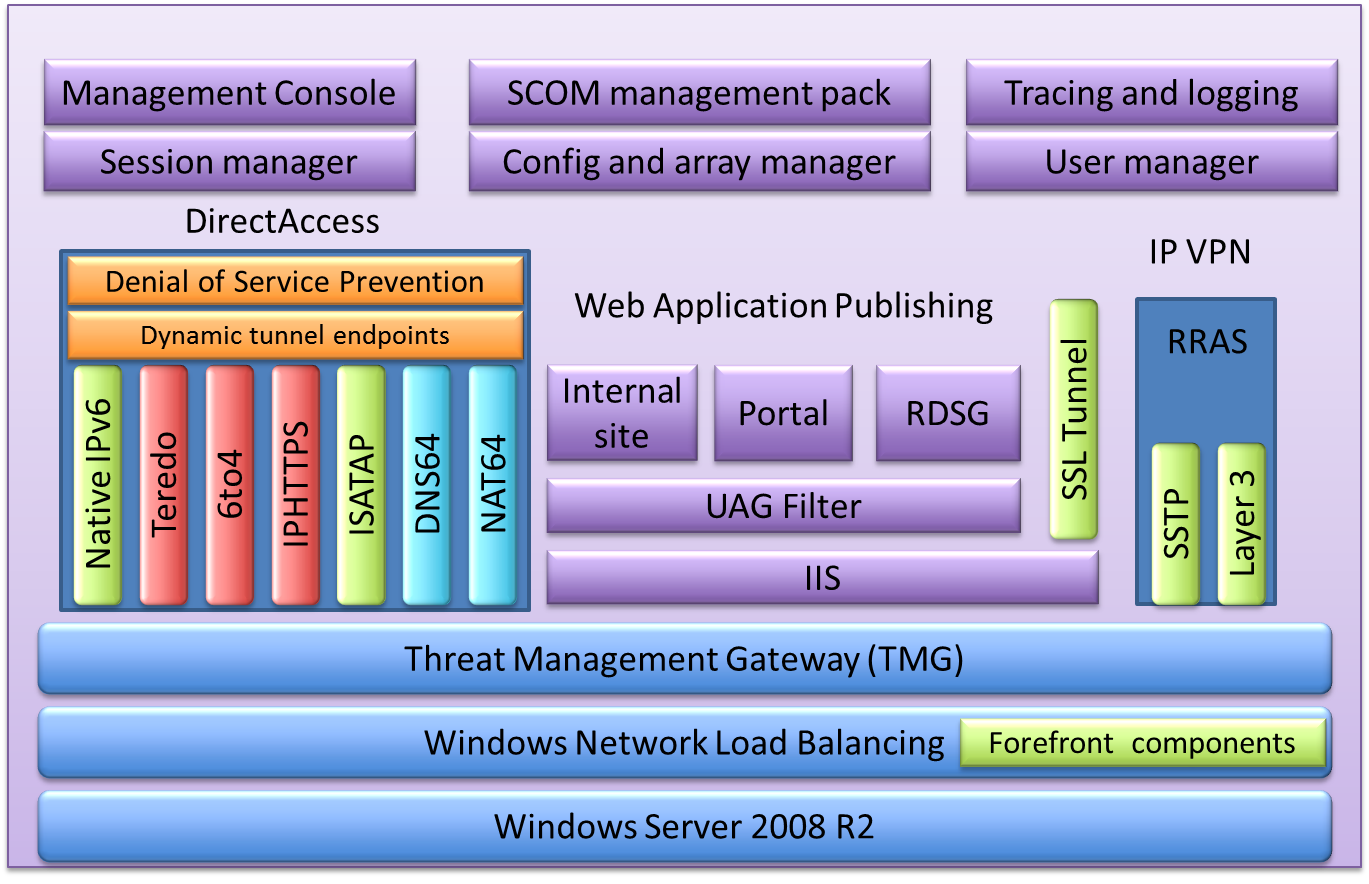 Management Console
SCOM management pack
Tracing and logging
Session manager
Config and array manager
User manager
DirectAccess
Denial of Service Prevention
Dynamic tunnel endpoints
Native IPv6
Teredo
6to4
IPHTTPS
ISATAP
DNS64
NAT64
Web Application Publishing
Internal
site
Portal
RDSG
UAG Filter
IIS
SSL Tunnel
IP VPN
RRAS
SSTP
Layer 3
Threat Management Gateway (TMG)
Windows Network Load Balancing
Forefront components
Windows Server 2008 R2